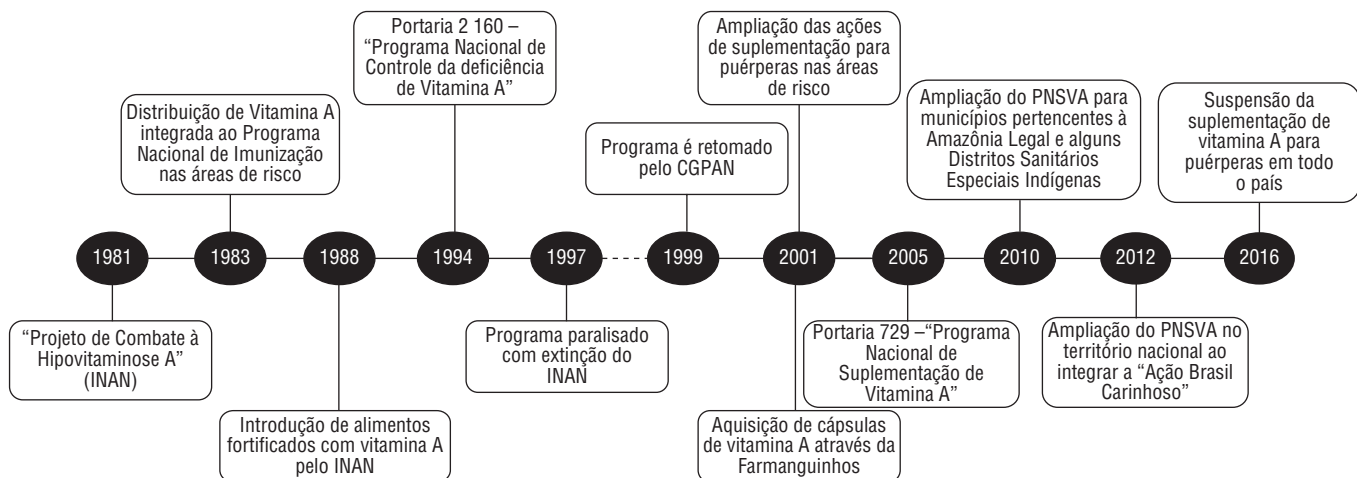 Portaria 2 160 –
“Programa Nacional de
Controle da deficiência
de Vitamina A”
Ampliação das ações
de suplementação para
puérperas nas áreas
de risco
Distribuição de Vitamina A
integrada ao Programa
Nacional de Imunização
nas áreas de risco
Programa é retomado
pelo CGPAN
Ampliação do PNSVA para
municípios pertencentes à
Amazônia Legal e alguns
Distritos Sanitários
Especiais Indígenas
Suspensão da
suplementação de
vitamina A para
puérperas em todo
o país
1981
1983
1988
1994
1997
1999
2001
2005
2010
2012
2016
“Projeto de Combate à
Hipovitaminose A”
(INAN)
Introdução de alimentos
fortificados com vitamina A
pelo INAN
Programa paralisado
com extinção do
INAN
Aquisição de cápsulas
de vitamina A através da
Farmanguinhos
Portaria 729 –“Programa
Nacional de
Suplementação de
Vitamina A”
Ampliação do PNSVA no
território nacional ao
integrar a “Ação Brasil
Carinhoso”